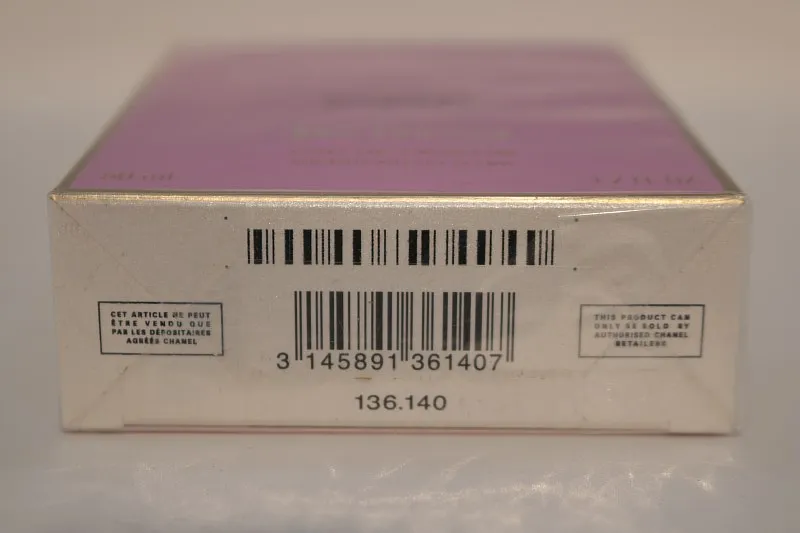 CET ARTICLE NE PEUT
ÊTRE VENDU QUE
PAR LES DÉPOSITAIRES
AGRÉÉS CHANEL
THIS PRODUCT CAN
ONLY BE SOLD BY
AUTHORISED CHANEL
RETAILERS
3 145891 361407
136.140